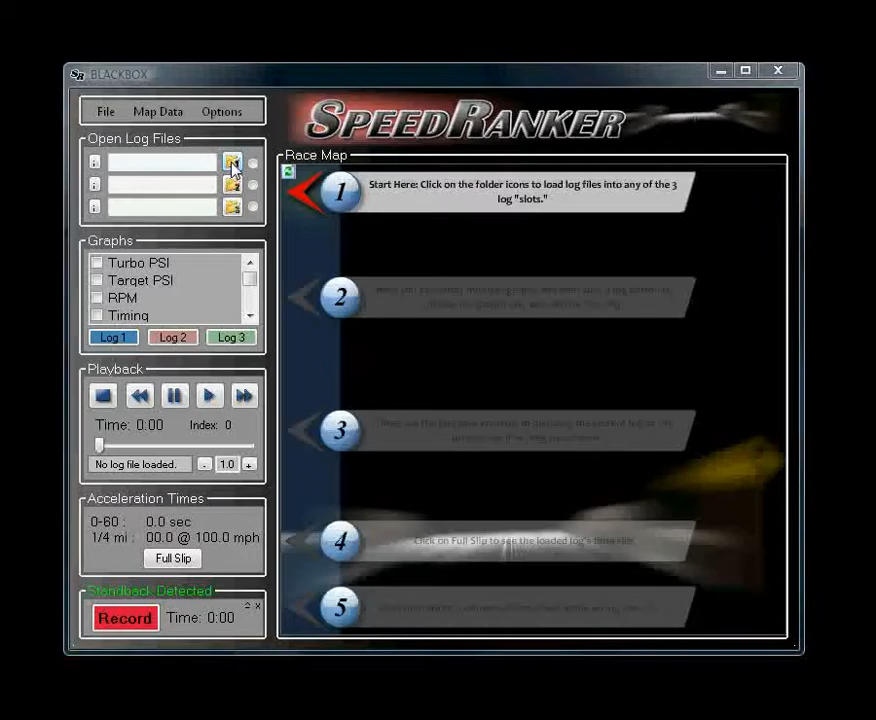 SR BLACKBOX
File Map Data Options
SPEEDRANKER
Open Log Files
Race Map
1 Start Here: Click on the folder icons to load log files into any of the 3
log "slots."
Graphs
Turbo PSI
Target PSI
RPM
Timing
Log 1 Log 2 Log 3
2
Playback
Time: 0:00 Index: 0
No log file loaded. - 1.0 +
3
Acceleration Times
0-60 : 0.0 sec
1/4 mi : 00.0 @ 100.0 mph
Full Slip
4 Click on Full Slip to see the loaded log's time slip.
Standback Detected
Record Time: 0:00
5